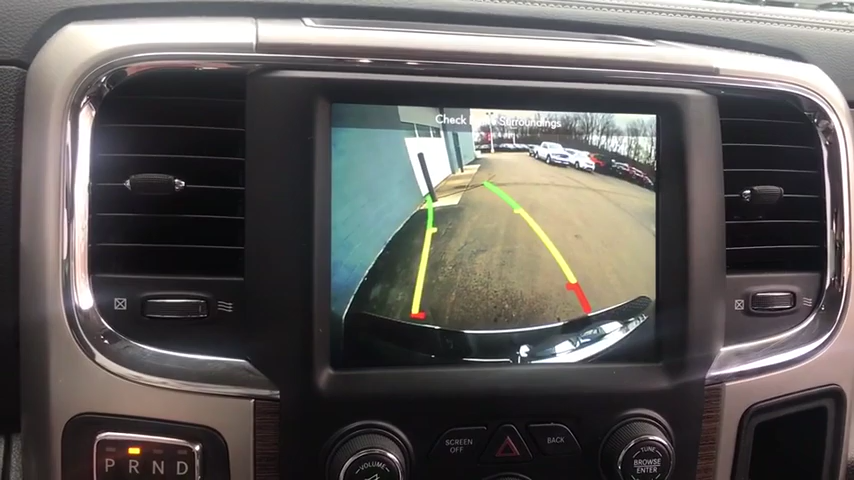 Check Surroundings
P R N D
SCREEN OFF
BACK
VOLUME
TUNE
BROWSE
ENTER